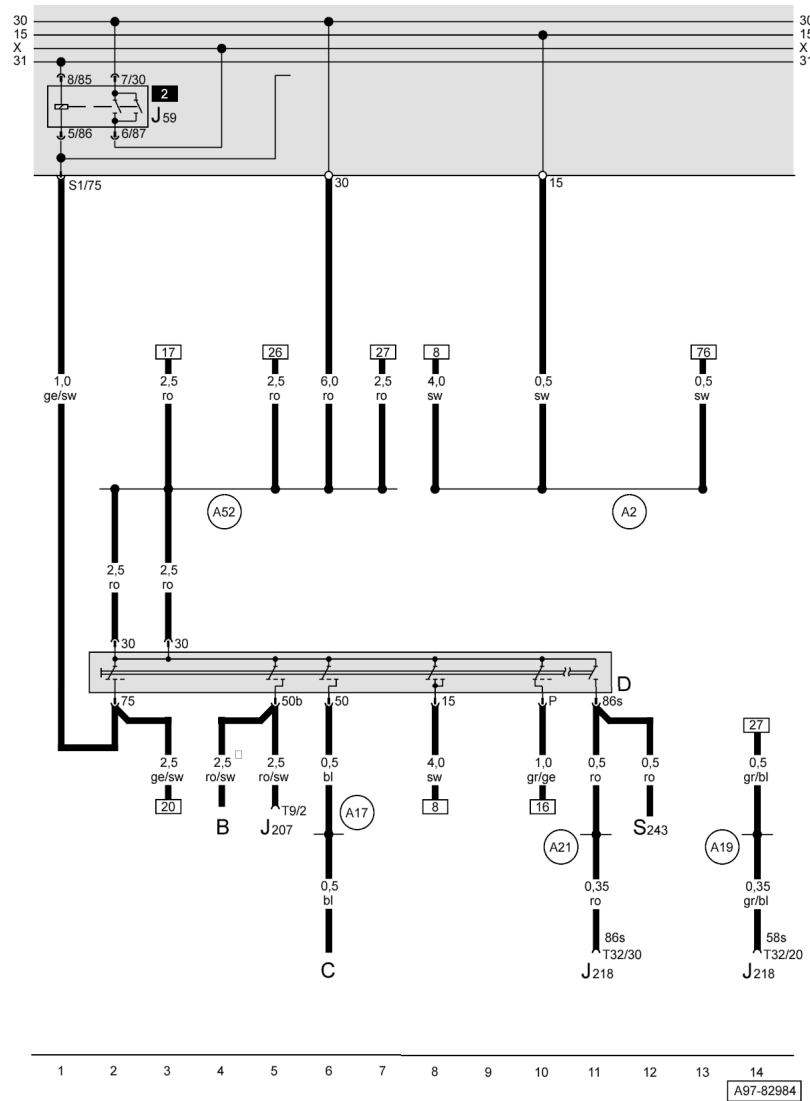 30 30
15 15
X X
31 31
8/85 7/30
2
J59
5/86 6/87
S1/75 30 15
17 26 27 8 76
1,0 2,5 2,5 6,0 2,5 4,0 0,5 0,5
ge/sw ro ro ro ro sw sw sw
A52 A2
2,5 2,5
ro ro
30 30
D
75 50b 50 15 P 86s
27
2,5 2,5 2,5 0,5 4,0 1,0 0,5 0,5 0,5
ge/sw ro/sw ro/sw bl sw gr/ge ro ro gr/bl
20 T9/2 A17 8 16
B J207 S243
A21 A19
0,5 0,35 0,35
bl ro gr/bl
86s 58s
T32/30 T32/20
C J218 J218
1 2 3 4 5 6 7 8 9 10 11 12 13 14
A97-82984